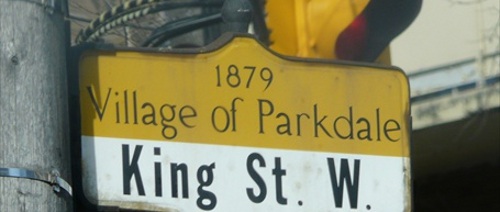 1879
Village of Parkdale
King St. W.